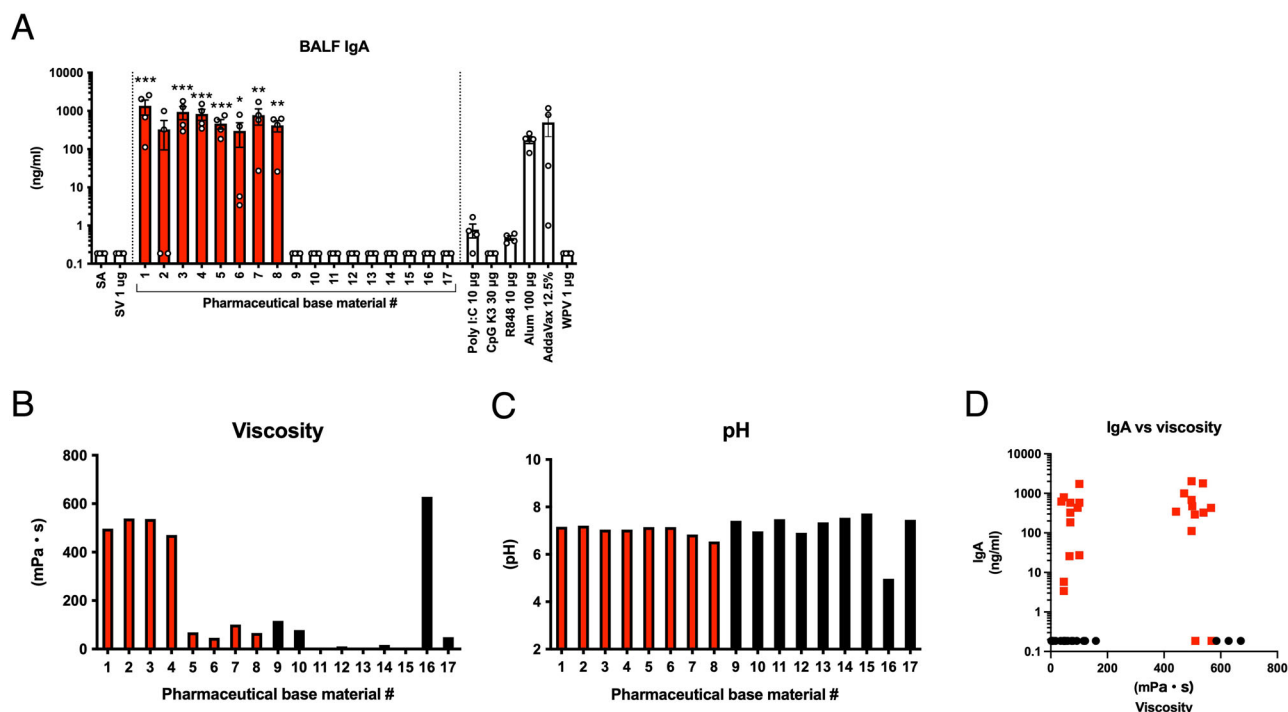 A
BALF IgA
(ng/ml)
10000
1000
100
10
1
0.1
*** *** *** *** * ** **
SA
SV 1 ug
1 2 3 4 5 6 7 8 9 10 11 12 13 14 15 16 17
Pharmaceutical base material #
Poly I:C 10 µg
CpG K3 30 µg
R848 10 µg
Alum 100 µg
AddaVax 12.5%
WPV 1 µg
B
Viscosity
(mPa・s)
800
600
400
200
0
1 2 3 4 5 6 7 8 9 10 11 12 13 14 15 16 17
Pharmaceutical base material #
C
pH
(pH)
10
8
6
4
2
1 2 3 4 5 6 7 8 9 10 11 12 13 14 15 16 17
Pharmaceutical base material #
D
IgA vs viscosity
IgA
(ng/ml)
10000
1000
100
10
1
0.1
0 200 400 600 800
(mPa・s)
Viscosity